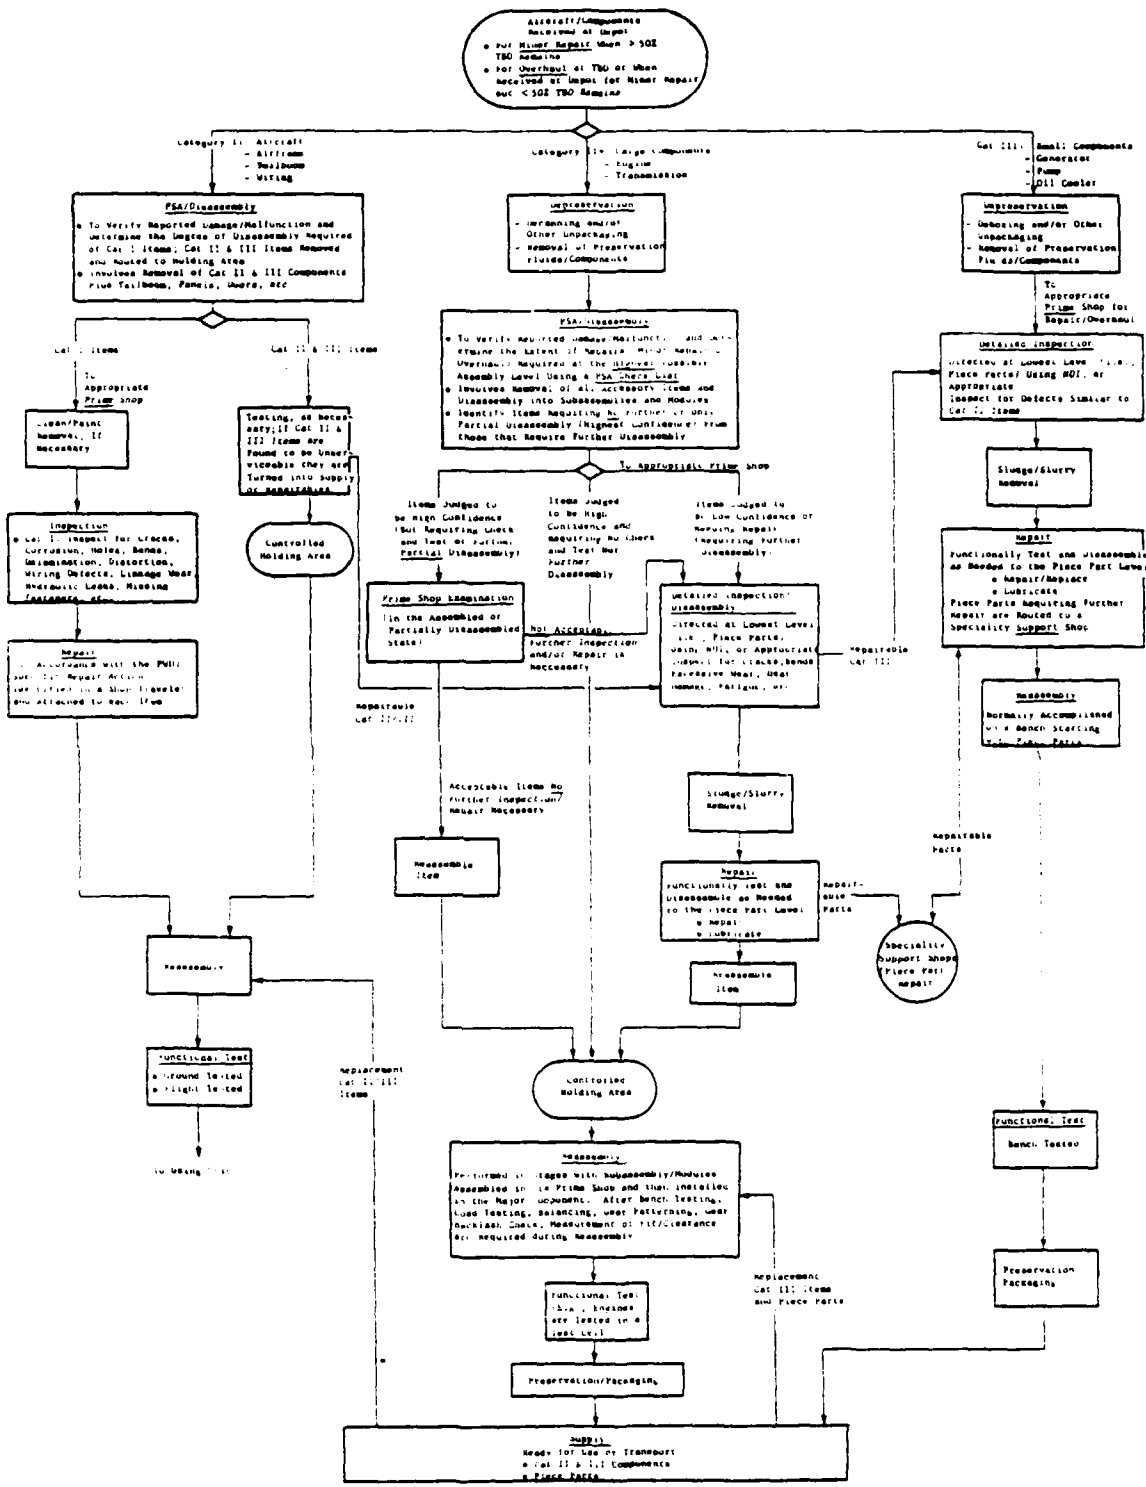 Aircraft/Components
Received at Depot
● For Minor Repair When > 50%
TBO Remains
● For Overhaul at TBO or When
Received at Depot for Minor Repair
but < 50% TBO Remains
Category I: Aircraft
- Airframe
- Tailboom
- Wiring
Category II: Large Components
- Engine
- Transmission
Cat III: Small Components
- Generator
- Pump
- Oil Cooler
PSA/Disassembly
● To Verify Reported Damage/Malfunction and
Determine the Degree of Disassembly Required
of Cat I Items; Cat II & III Items Removed
and Routed to Holding Area
● Involves Removal of Cat II & III Components
Plus Tailboom, Panels, Doors, etc
Depreservation
- Decanning and/or
Other Unpackaging
- Removal of Preservation
Fluids/Components
Depreservation
- Deboxing and/or Other
Unpackaging
- Removal of Preservation
Fluids/Components
To
Appropriate
Prime Shop for
Repair/Overhaul
Cat I Items
Cat II & III Items
To
Appropriate
Prime Shop
Clean/Paint
Removal, If
Necessary
Testing, as Neces-
sary; If Cat II &
III Items are
Found to be Unser-
viceable they are
Turned into Supply
or Repairables
PSA/Disassembly
● To Verify Reported Damage/Malfunction and Det-
ermine the Extent of Repair (Minor Repair or
Overhaul) Required at the Highest Possible
Assembly Level Using a PSA Check List
● Involves Removal of All Accessory Items and
Disassembly into Subassemblies and Modules
● Identify Items Requiring No Further or Only
Partial Disassembly (Highest Confidence) From
those that Require Further Disassembly
Detailed Inspection
Directed at Lowest Level (i.e.,
Piece Parts) Using NDI, or
Appropriate
Inspect for Defects Similar to
Cat II Items
To Appropriate Prime Shop
Sludge/Slurry
Removal
Items Judged to
be High Confidence
(But Requiring Check
and Test or Further
Partial Disassembly)
Items Judged
to be High
Confidence and
Requiring No Check
and Test Nor
Further
Disassembly
Items Judged to
be Low Confidence or
Needing Repair
(Requiring Further
Disassembly)
Inspection
● Cat I: Inspect for Cracks,
Corrosion, Holes, Bends,
Delamination, Distortion,
Wiring Defects, Linkage Wear,
Hydraulic Leaks, Missing
Fasteners, etc.
Controlled
Holding Area
Repair
Functionally Test and Disassemble
as Needed to the Piece Part Level
● Repair/Replace
● Lubricate
Piece Parts Requiring Further
Repair are Routed to a
Speciality Support Shop
Prime Shop Examination
(In the Assembled or
Partially Disassembled
State)
Not Acceptable,
Further Inspection
and/or Repair is
Neccessary
Detailed Inspection/
Disassembly
Directed at Lowest Level
(i.e., Piece Parts,
Using NDI, or Appropriate
Inspect for Cracks, Bends
Excessive Wear, Heat
Damage, Fatigue, etc
Repairable
Cat III
Repair
In Accordance with the
Repair Action
Identified in a Shop Traveler
and Attached to Each Item
Reassembly
Normally Accomplished
on a Bench Starting
Piece Parts
Repairable
Cat II/III
Acceptable Items No
Further Inspection/
Repair Necessary
Sludge/Slurry
Removal
Repairable
Parts
Reassemble
Item
Repair
Functionally Test and
Disassemble as Needed
to the Piece Part Level
● Repair
● Lubricate
Repair-
able
Parts
Speciality
Support Shops
(Piece Part
Repair
Reassembly
Reassemble
Item
Functional Test
● Ground Tested
● Flight Tested
To Using Unit
Replacement
Cat II/III
Items
Controlled
Holding Area
Functional Test
Bench Tested
Reassembly
Performed in Stages with Subassembly/Modules
Assembled in Prime Shop and then Installed
in the Major Component. After Bench Testing,
Load Testing, Balancing, Gear Patterning, Gear
Backlash Check, Measurement of Fit/Clearance
are Required during Reassembly
Preservation
Packaging
Replacement
Cat III Items
and Piece Parts
Functional Test
Engines
are Tested in a
Test Cell
Preservation/Packaging
Supply
Ready for Use or Transport
● Cat II & III Components
● Piece Parts